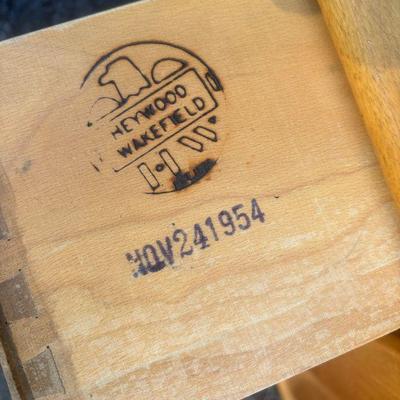 HEYWOOD
WAKEFIELD
H W
NOV 24 1954